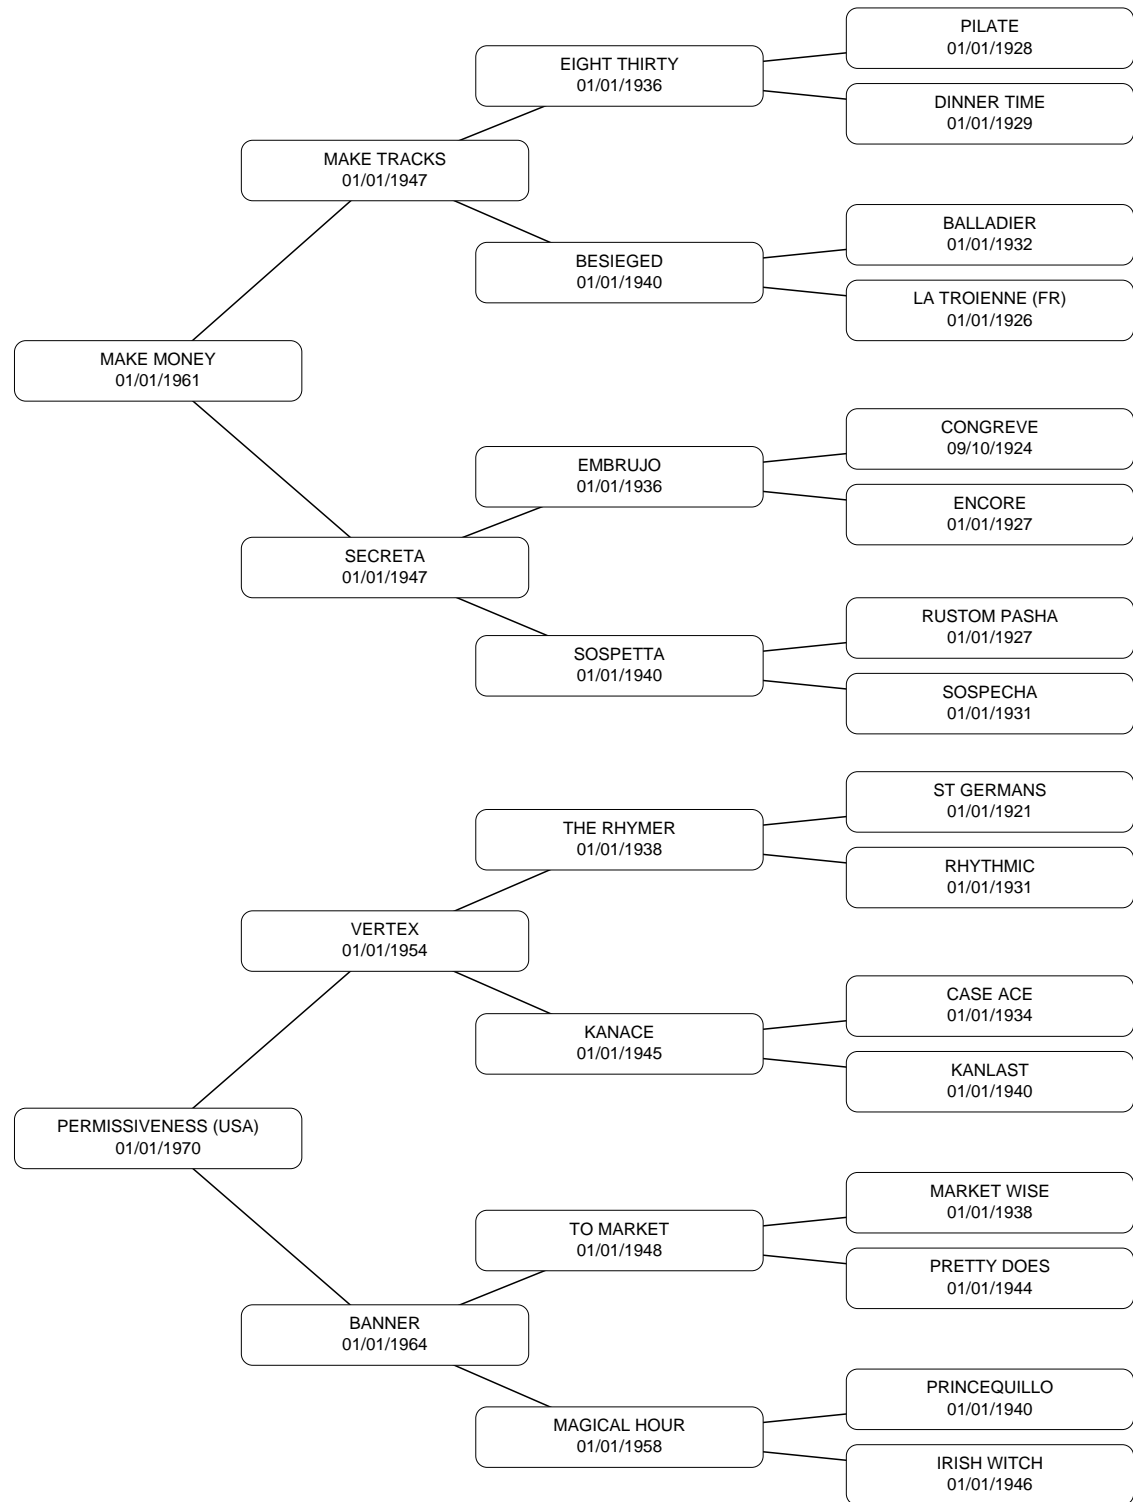 PILATE
01/01/1928
EIGHT THIRTY
01/01/1936
DINNER TIME
01/01/1929
MAKE TRACKS
01/01/1947
BALLADIER
01/01/1932
BESIEGED
01/01/1940
LA TROIENNE (FR)
01/01/1926
MAKE MONEY
01/01/1961
CONGREVE
09/10/1924
EMBRUJO
01/01/1936
ENCORE
01/01/1927
SECRETA
01/01/1947
RUSTOM PASHA
01/01/1927
SOSPETTA
01/01/1940
SOSPECHA
01/01/1931
ST GERMANS
01/01/1921
THE RHYMER
01/01/1938
RHYTHMIC
01/01/1931
VERTEX
01/01/1954
CASE ACE
01/01/1934
KANACE
01/01/1945
KANLAST
01/01/1940
PERMISSIVENESS (USA)
01/01/1970
MARKET WISE
01/01/1938
TO MARKET
01/01/1948
PRETTY DOES
01/01/1944
BANNER
01/01/1964
PRINCEQUILLO
01/01/1940
MAGICAL HOUR
01/01/1958
IRISH WITCH
01/01/1946